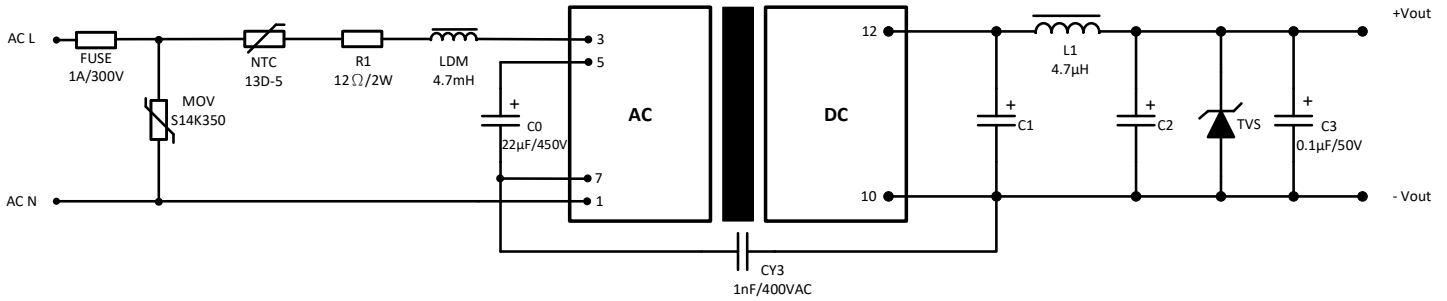 AC L
FUSE
1A/300V
MOV
S14K350
AC N
NTC
13D-5
R1
12Ω/2W
LDM
4.7mH
C0
22µF/450V
+
3
5
7
1
AC
DC
12
10
CY3
1nF/400VAC
L1
4.7µH
+
C1
+
C2
TVS
+
C3
0.1µF/50V
+Vout
- Vout